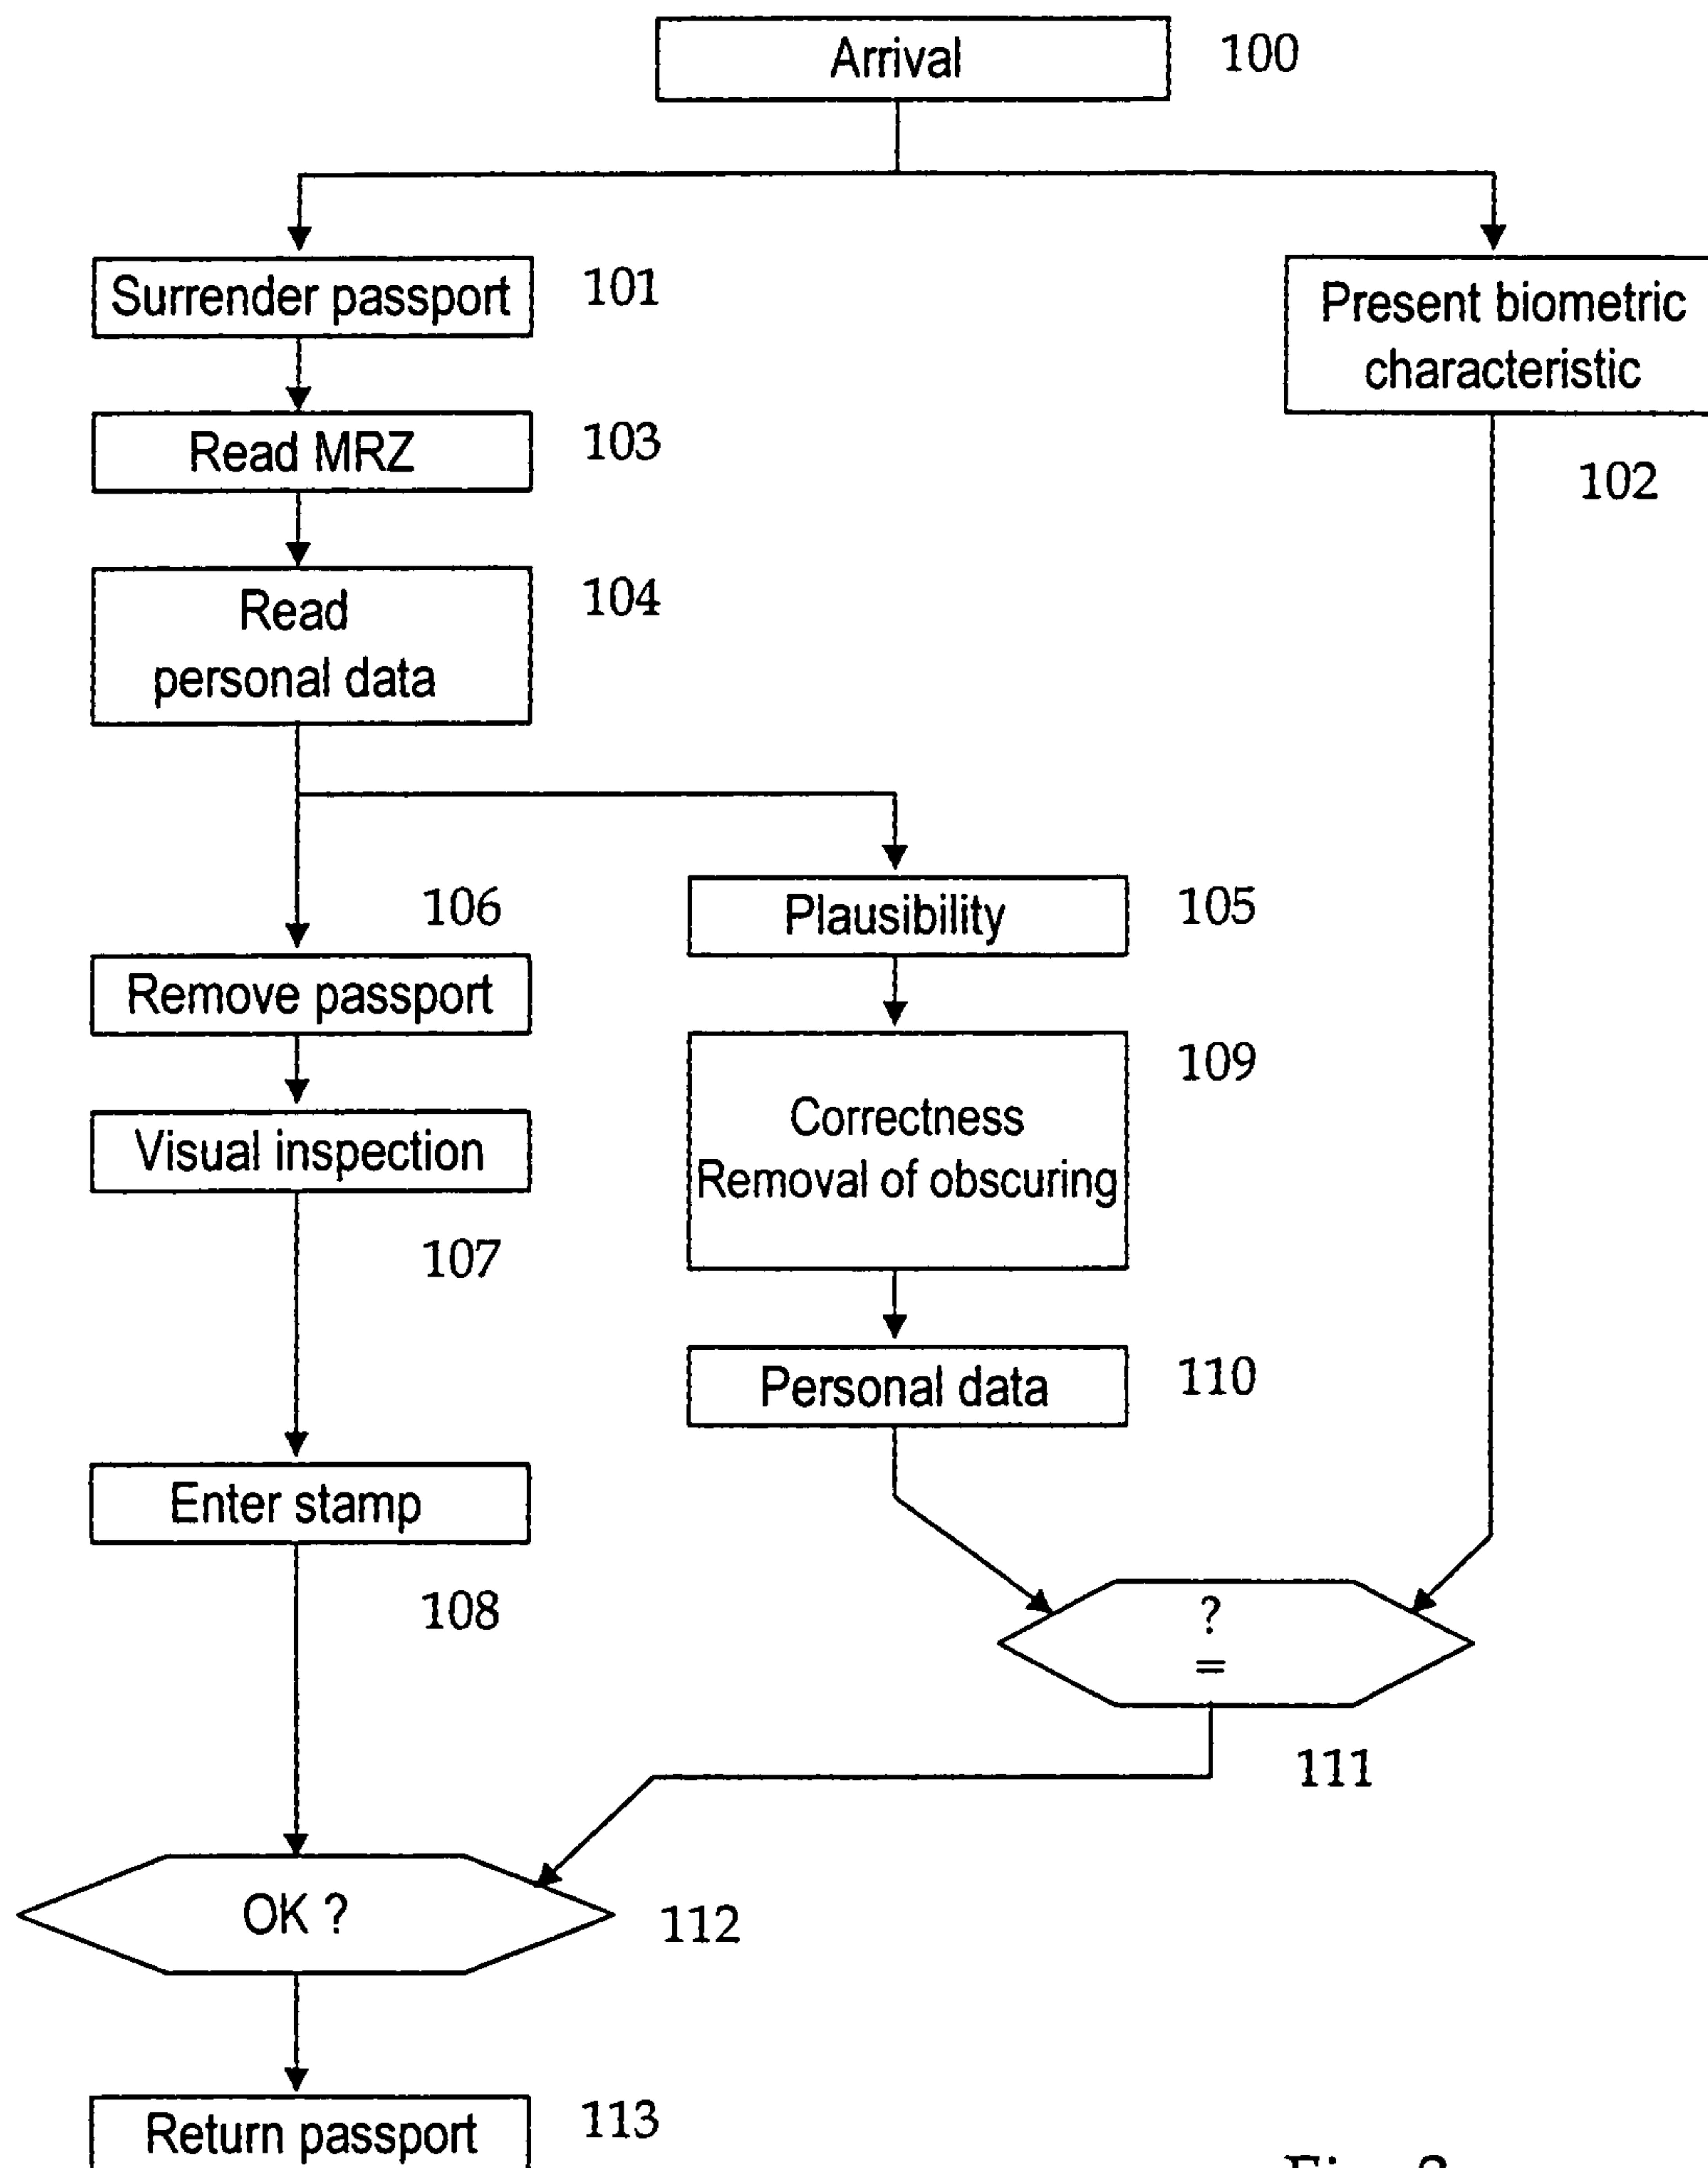 Arrival
100
Surrender passport
101
Present biometric
characteristic
102
Read MRZ
103
Read
personal data
104
106
Remove passport
Plausibility
105
Visual inspection
107
Correctness
Removal of obscuring
109
Personal data
110
Enter stamp
108
?
=
111
OK ?
112
Return passport
113